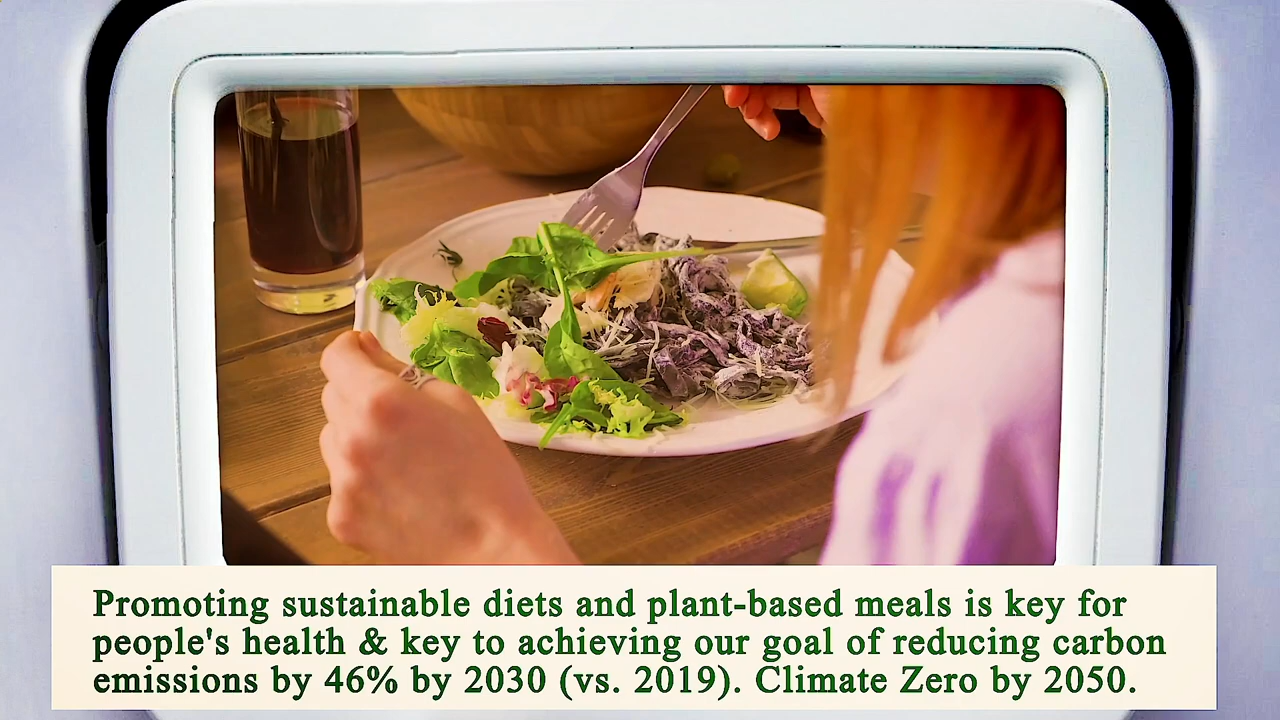 Promoting sustainable diets and plant-based meals is key for
people's health & key to achieving our goal of reducing carbon
emissions by 46% by 2030 (vs. 2019). Climate Zero by 2050.